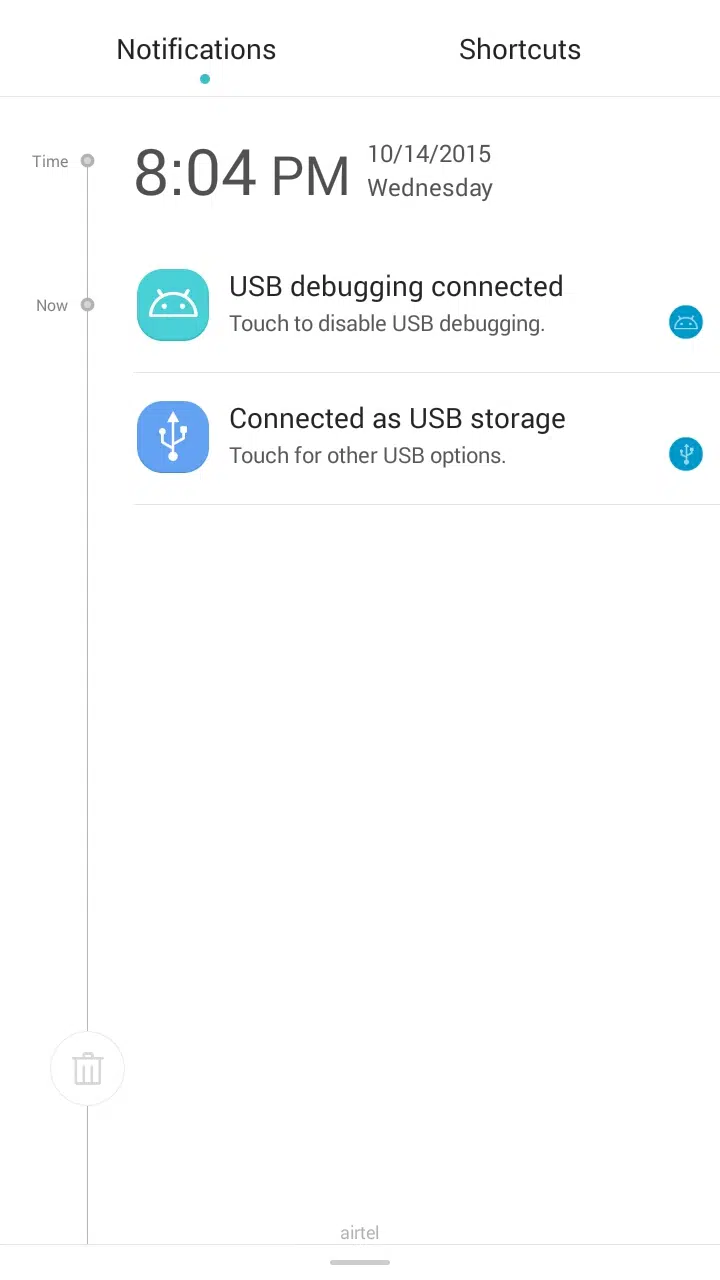 Notifications Shortcuts
Time 8:04 PM 10/14/2015
Wednesday
Now USB debugging connected
Touch to disable USB debugging.
Connected as USB storage
Touch for other USB options.
airtel